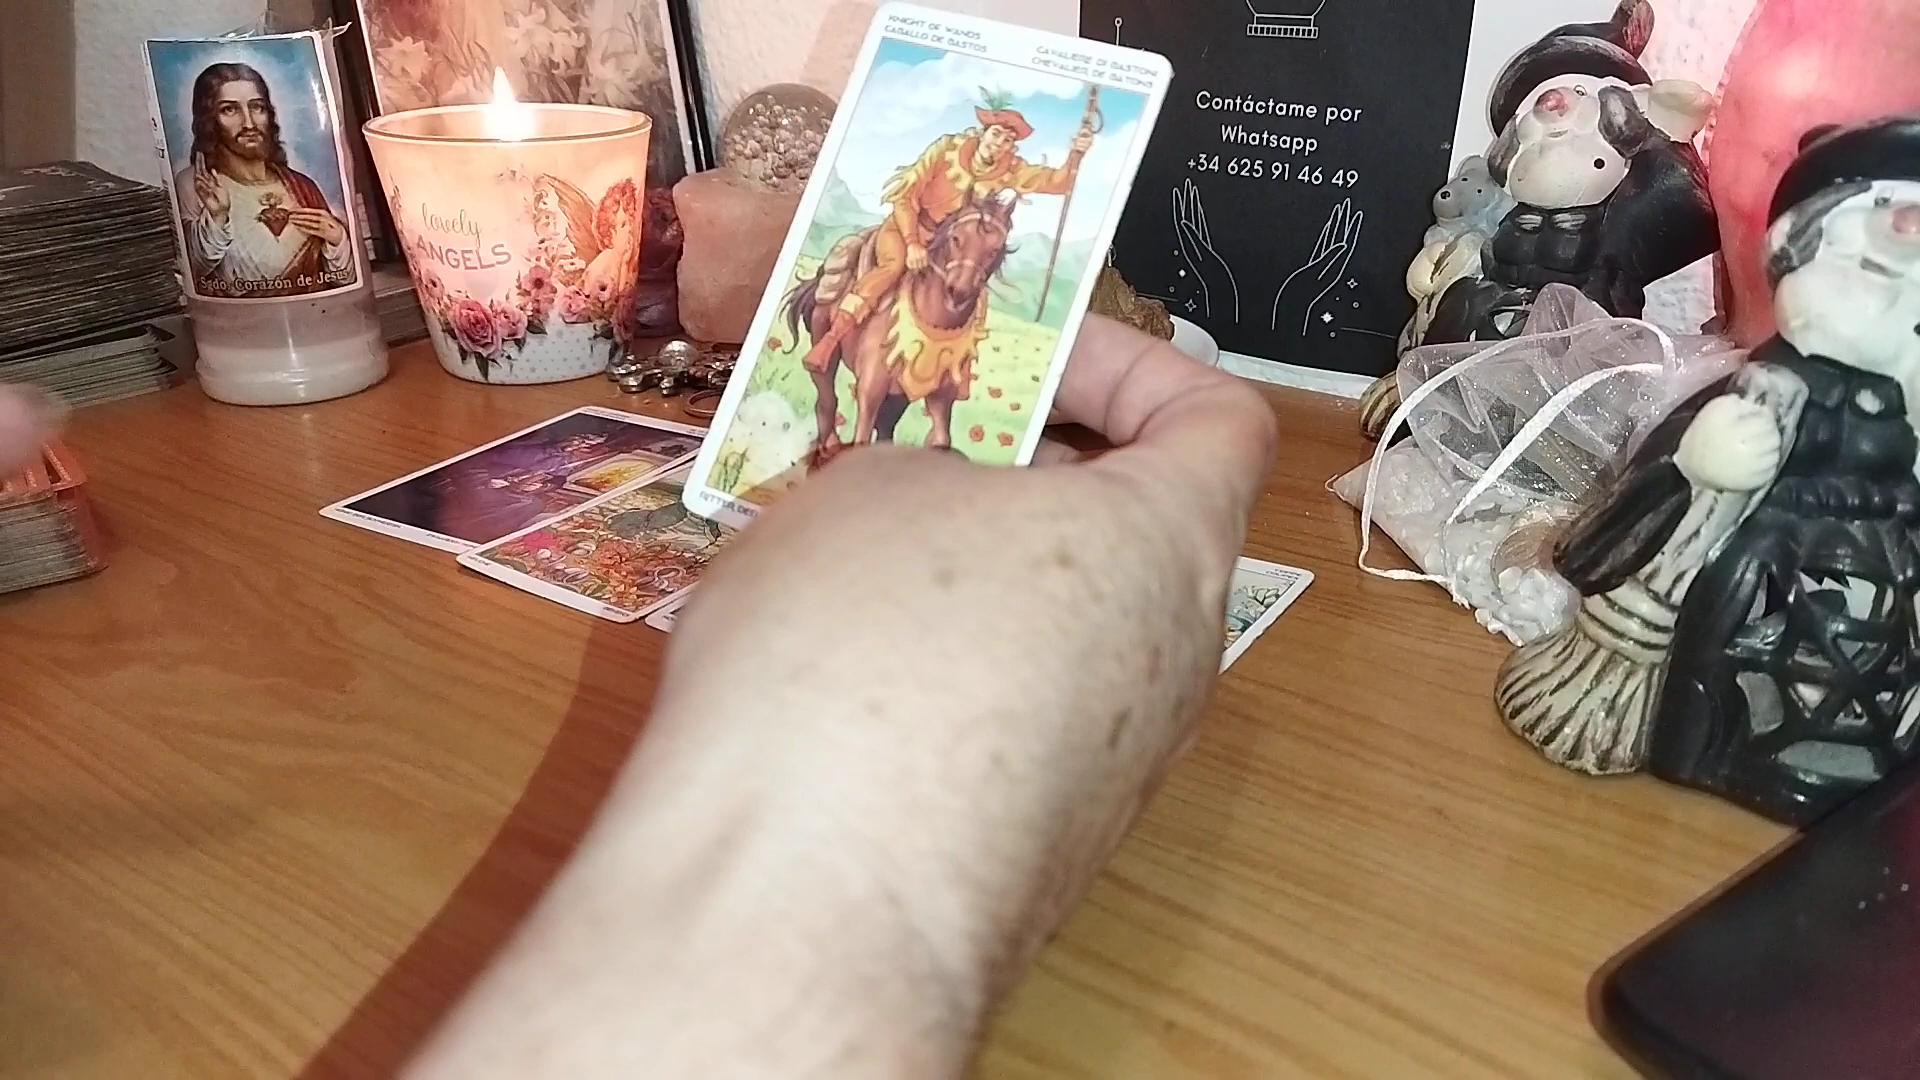 KNIGHT OF WANDS
CABALLO DE BASTOS
CAVALIERE DI BASTONI
CHEVALIER DE BATONS
Contáctame por
Whatsapp
+34 625 91 46 49
lovely
ANGELS
Sgdo. Corazón de Jesus